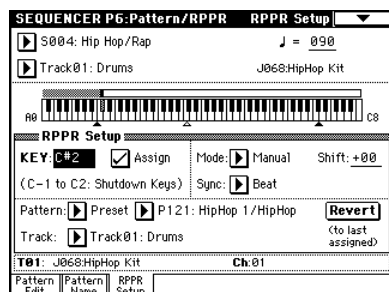 SEQUENCER P6:Pattern/RPPR RPPR Setup
S004: Hip Hop/Rap ♩ = 090
Track01: Drums J068:HipHop Kit
A0 C8
RPPR Setup
KEY: C#2 Assign Mode: Manual Shift: +00
(C-1 to C2: Shutdown Keys) Sync: Beat
Pattern: Preset P121: HipHop 1/HipHop Revert
Track: Track01: Drums (to last assigned)
T01: J068:HipHop Kit Ch:01
Pattern Edit Pattern Name RPPR Setup